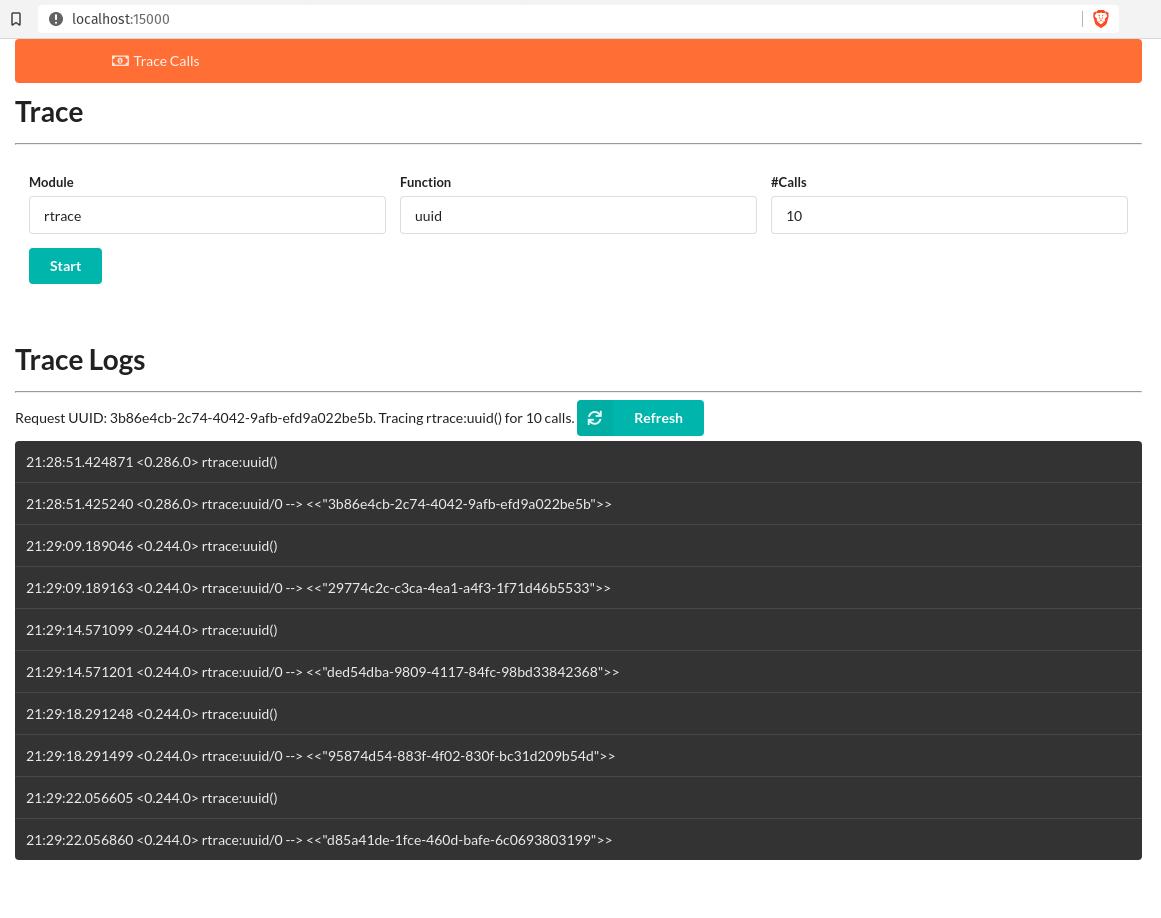 localhost:15000
Trace Calls
Trace
Module
Function
#Calls
rtrace
uuid
10
Start
Trace Logs
Request UUID: 3b86e4cb-2c74-4042-9afb-efd9a022be5b. Tracing rtrace:uuid() for 10 calls.
Refresh
21:28:51.424871 <0.286.0> rtrace:uuid()
21:28:51.425240 <0.286.0> rtrace:uuid/0 --> <<"3b86e4cb-2c74-4042-9afb-efd9a022be5b">>
21:29:09.189046 <0.244.0> rtrace:uuid()
21:29:09.189163 <0.244.0> rtrace:uuid/0 --> <<"29774c2c-c3ca-4ea1-a4f3-1f71d46b5533">>
21:29:14.571099 <0.244.0> rtrace:uuid()
21:29:14.571201 <0.244.0> rtrace:uuid/0 --> <<"ded54dba-9809-4117-84fc-98bd33842368">>
21:29:18.291248 <0.244.0> rtrace:uuid()
21:29:18.291499 <0.244.0> rtrace:uuid/0 --> <<"95874d54-883f-4f02-830f-bc31d209b54d">>
21:29:22.056605 <0.244.0> rtrace:uuid()
21:29:22.056860 <0.244.0> rtrace:uuid/0 --> <<"d85a41de-1fce-460d-bafe-6c0693803199">>